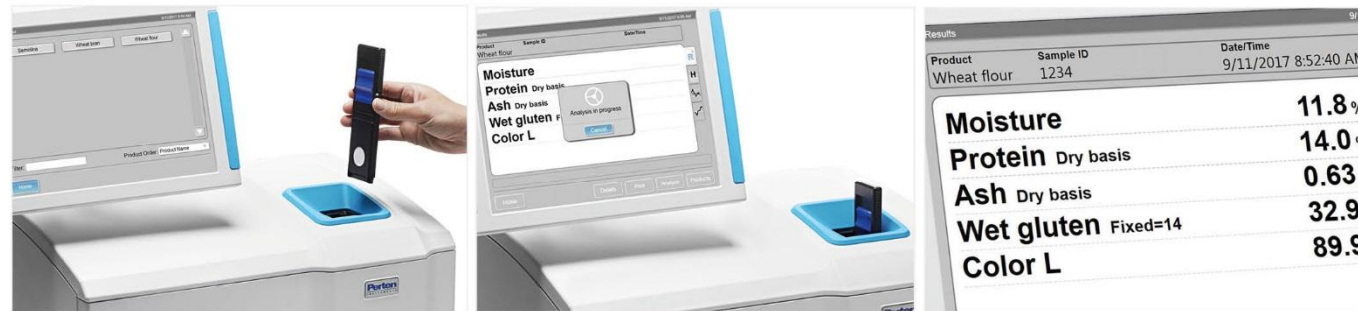 Semolina
Wheat bran
Wheat flour
Product Order: Product Name
Home
Perten
Product
Sample ID
Date/Time
Wheat flour
Moisture
Protein Dry basis
Ash Dry basis
Wet gluten F
Color L
Analysis in progress
Cancel
R
H
Home
Details
Print
Analyze
Products
Results
Product
Sample ID
Date/Time
Wheat flour
1234
9/11/2017 8:52:40 AM
Moisture 11.8 %
Protein Dry basis 14.0
Ash Dry basis 0.63
Wet gluten Fixed=14 32.9
Color L 89.9